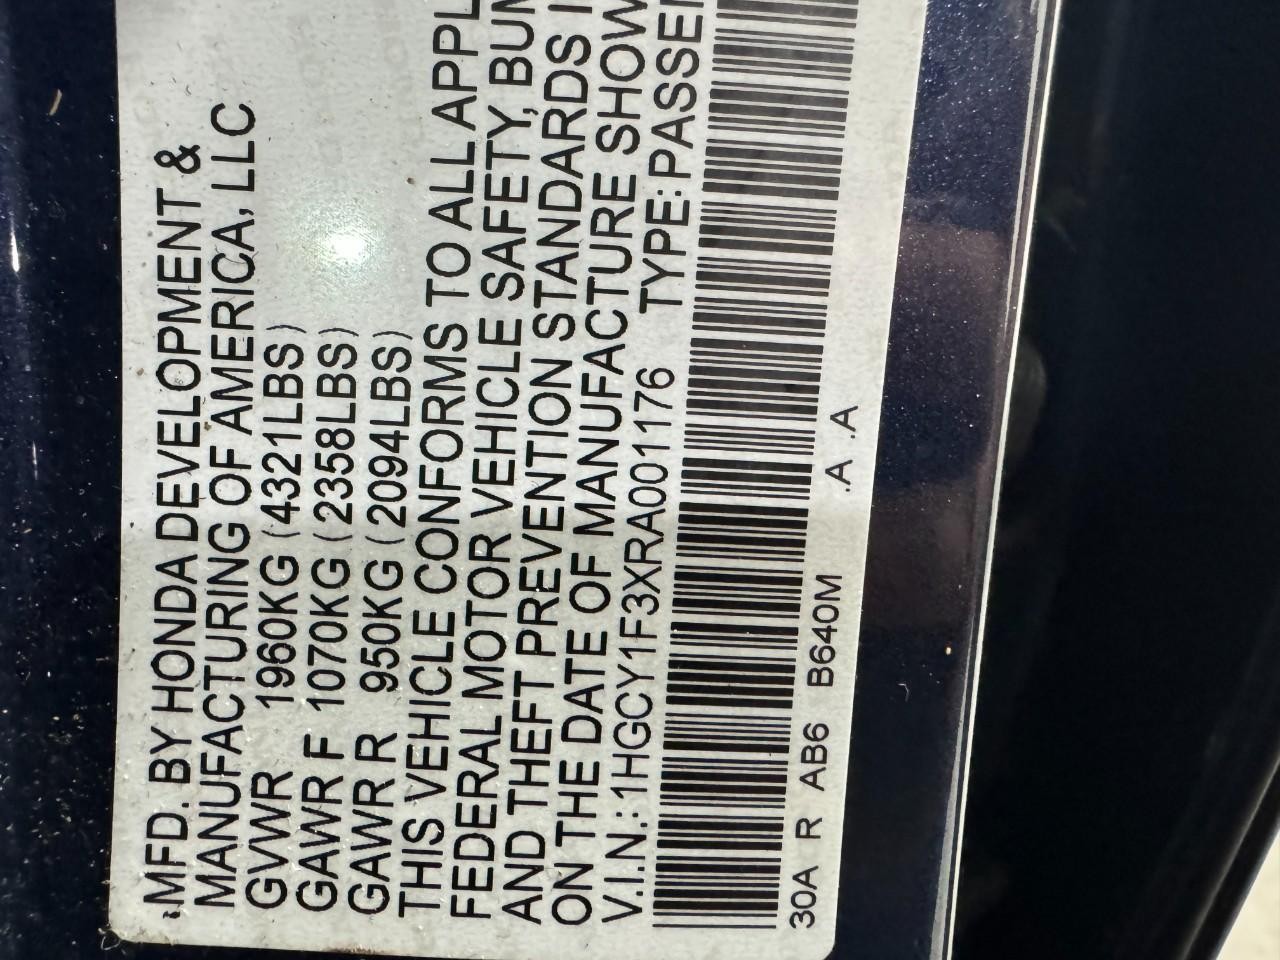 MFD. BY HONDA DEVELOPMENT &
MANUFACTURING OF AMERICA, LLC
GVWR 1960KG (4321LBS)
GAWR F 1070KG (2358LBS)
GAWR R 950KG (2094LBS)
THIS VEHICLE CONFORMS TO ALL APPL
FEDERAL MOTOR VEHICLE SAFETY, BUM
AND THEFT PREVENTION STANDARDS I
ON THE DATE OF MANUFACTURE SHOW
V.I.N.:1HGCY1F3XRA001176 TYPE:PASSE
30A R AB6 B640M .A .A